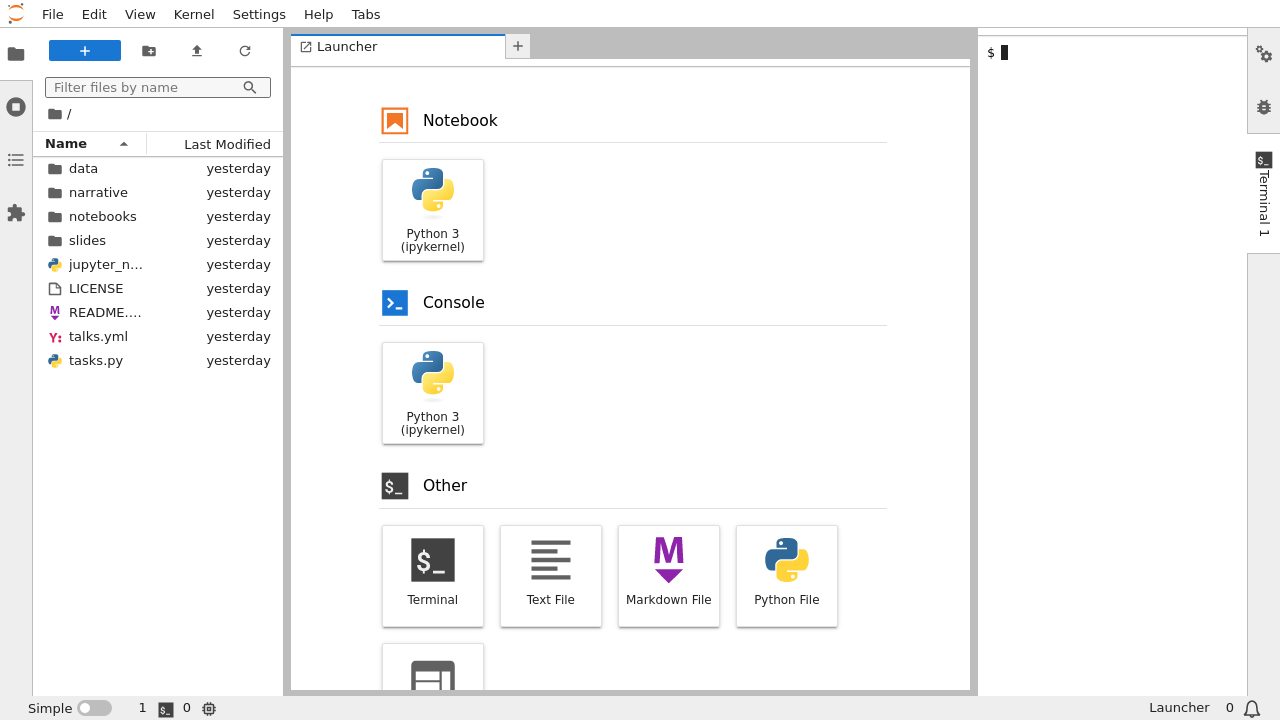 File Edit View Kernel Settings Help Tabs
Launcher
$
/
Name Last Modified
data yesterday
narrative yesterday
notebooks yesterday
slides yesterday
jupyter_n… yesterday
LICENSE yesterday
README.… yesterday
talks.yml yesterday
tasks.py yesterday
Filter files by name
Notebook
Python 3
(ipykernel)
Console
Python 3
(ipykernel)
$_ Other
$_
Terminal
Text File
M
Markdown File
Python File
Terminal 1
Simple 1 $_ 0
Launcher 0